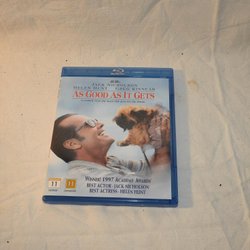 JACK NICHOLSON
HELEN HUNT GREG KINNEAR
AS GOOD AS IT GETS
WINNER! 1997 ACADEMY AWARDS
BEST ACTOR - JACK NICHOLSON
BEST ACTRESS - HELEN HUNT
11